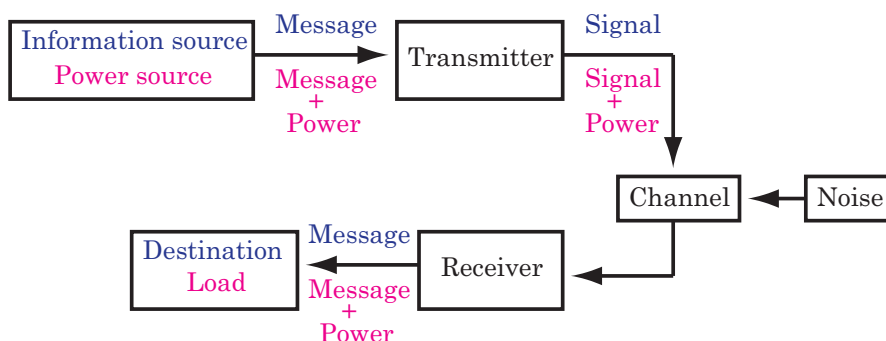 Information source
Power source
Message
Message
+
Power
Transmitter
Signal
Signal
+
Power
Channel
Noise
Receiver
Message
Message
+
Power
Destination
Load